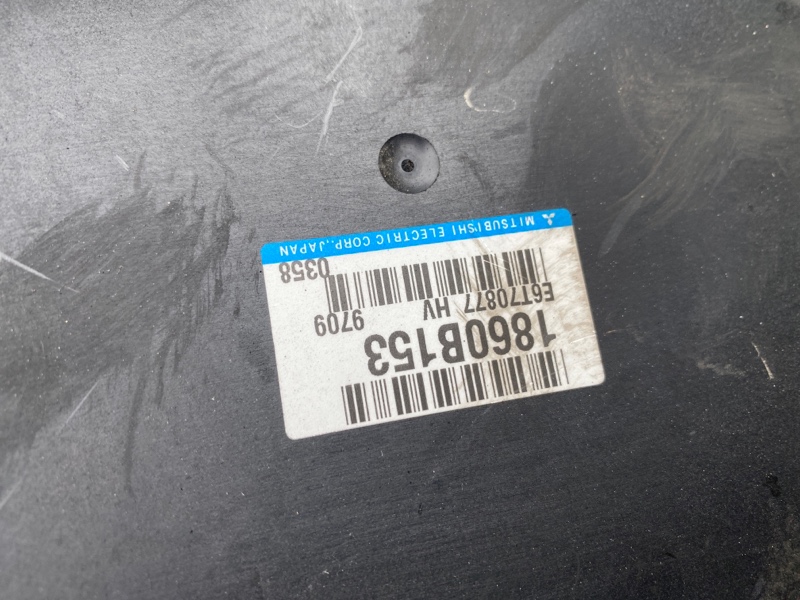 1860B153
E6T70877 HV 9709
0358
MITSUBISHI ELECTRIC CORP., JAPAN